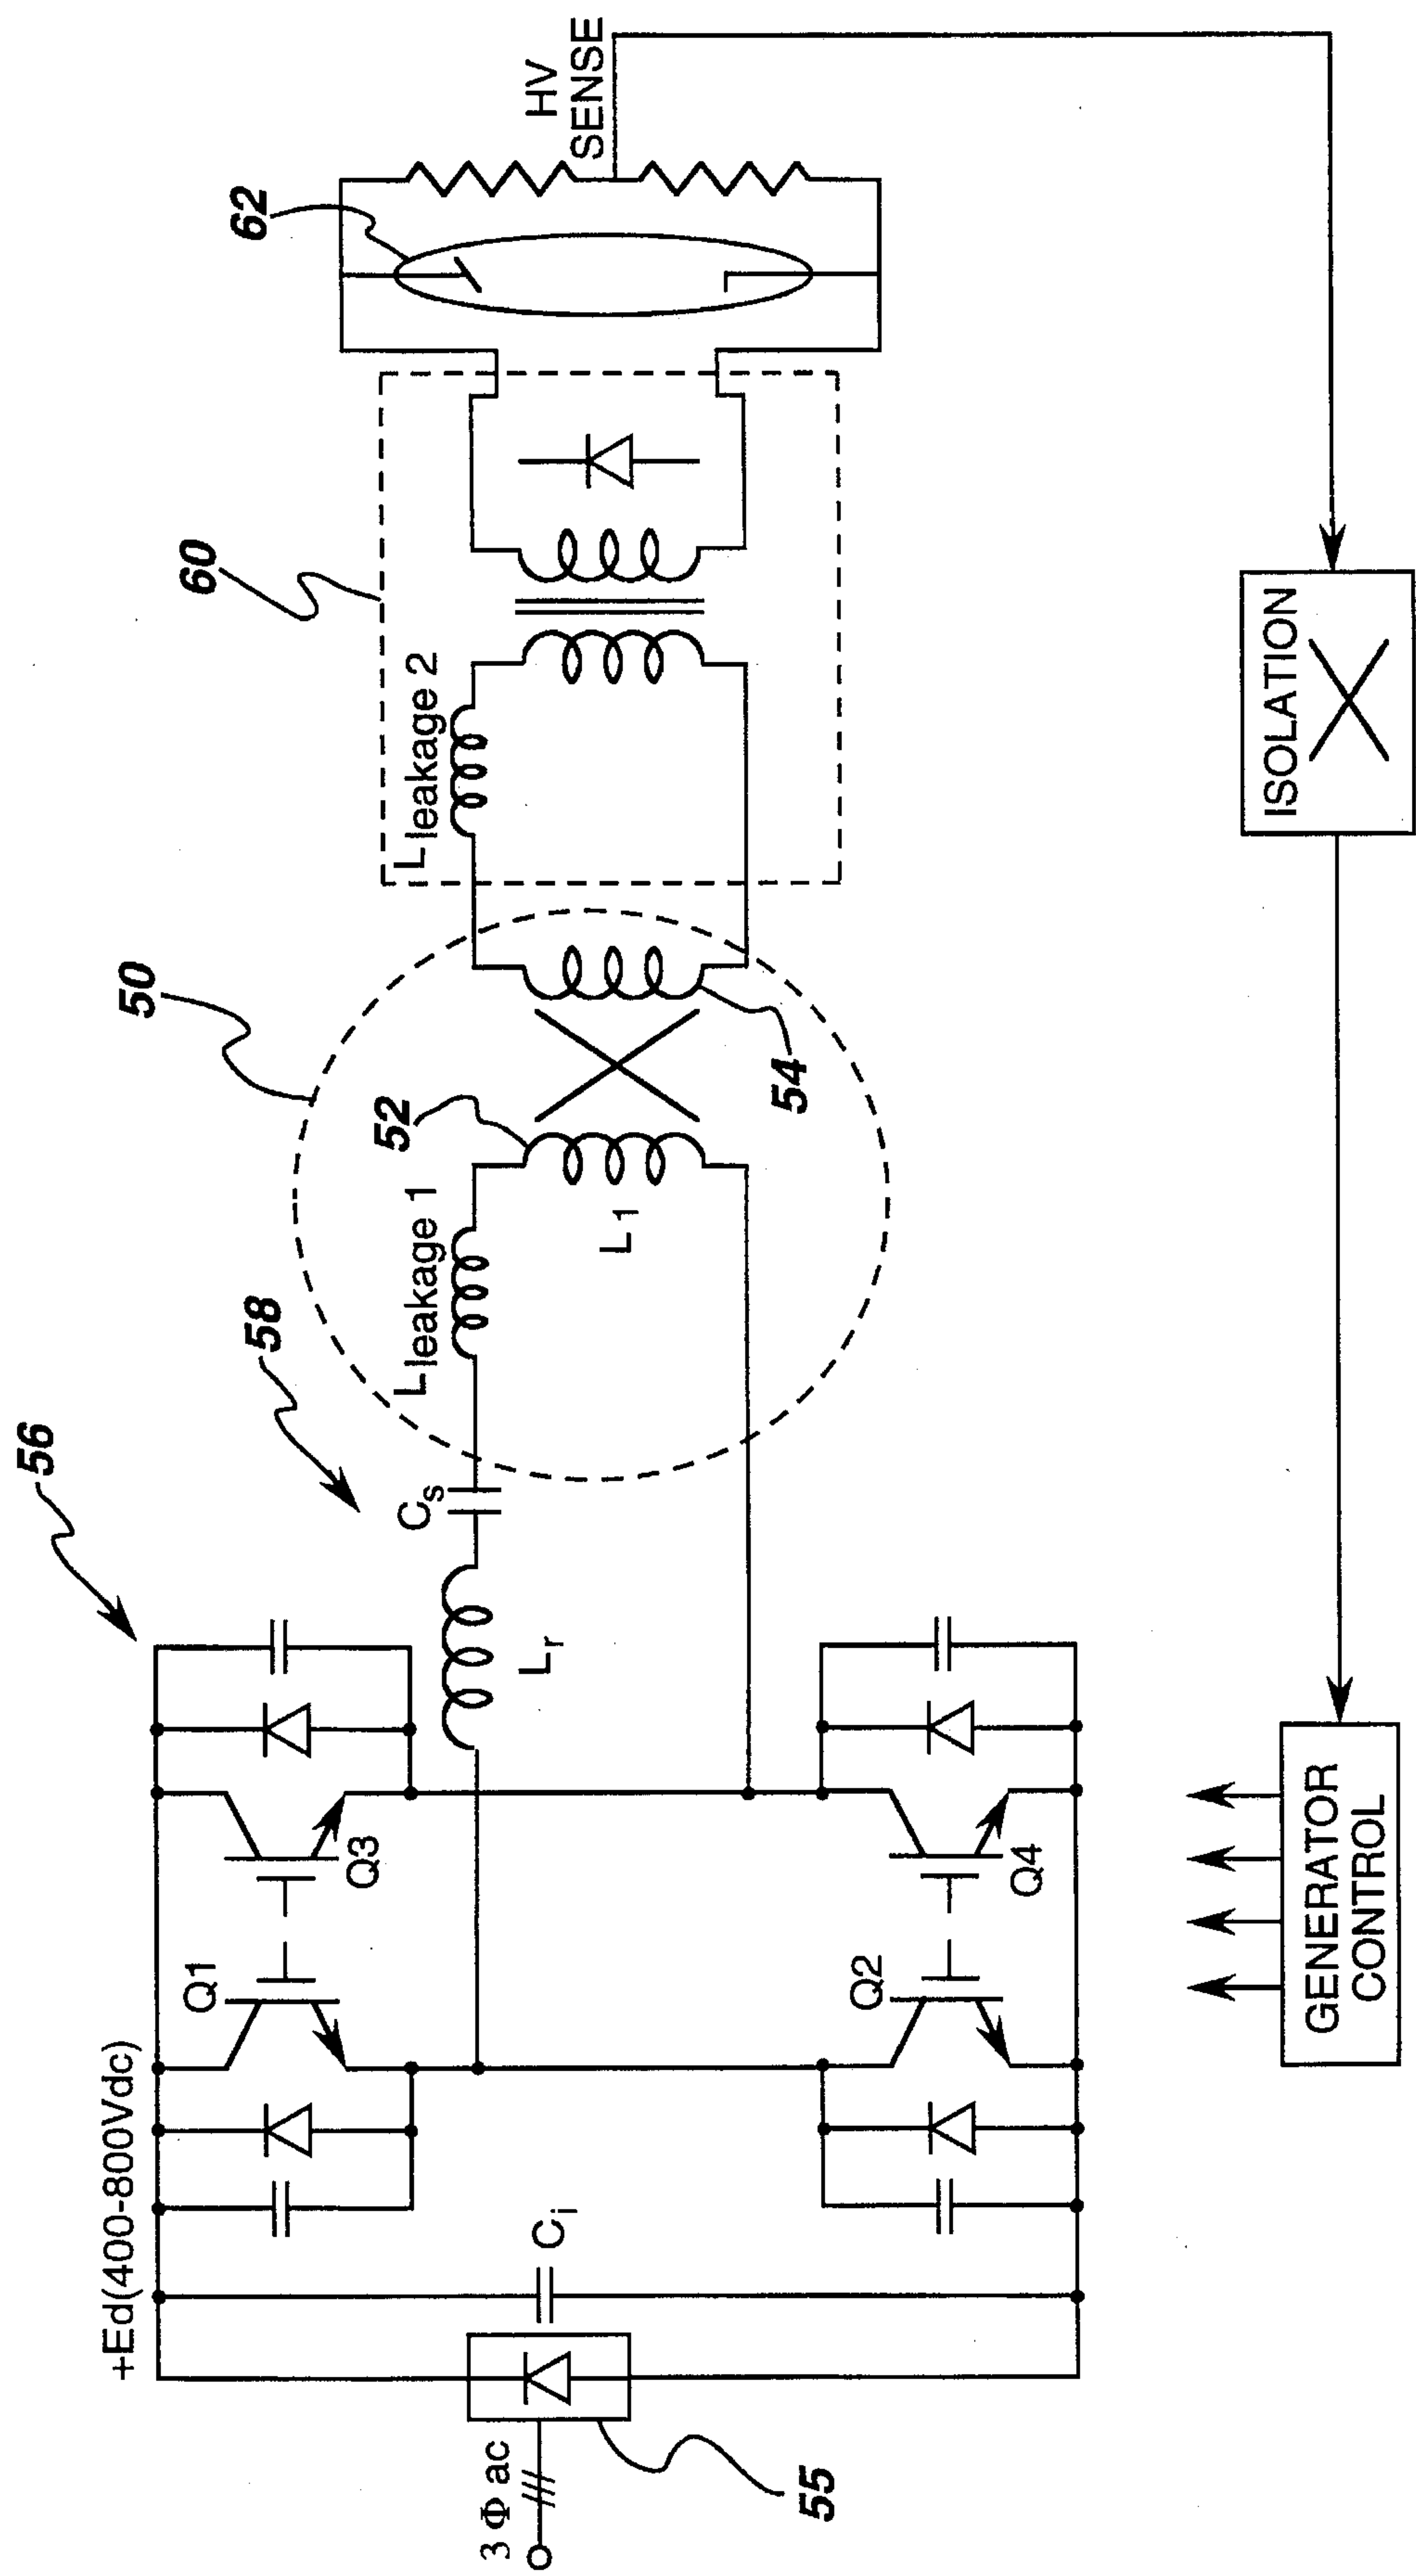 56
58
50
60
62
+Ed(400-800Vdc)
Q1
Q3
Cs
Lleakage 1
52
Lleakage 2
HV
SENSE
Lr
L1
54
3 Φ ac
55
Ci
Q2
Q4
GENERATOR
CONTROL
ISOLATION